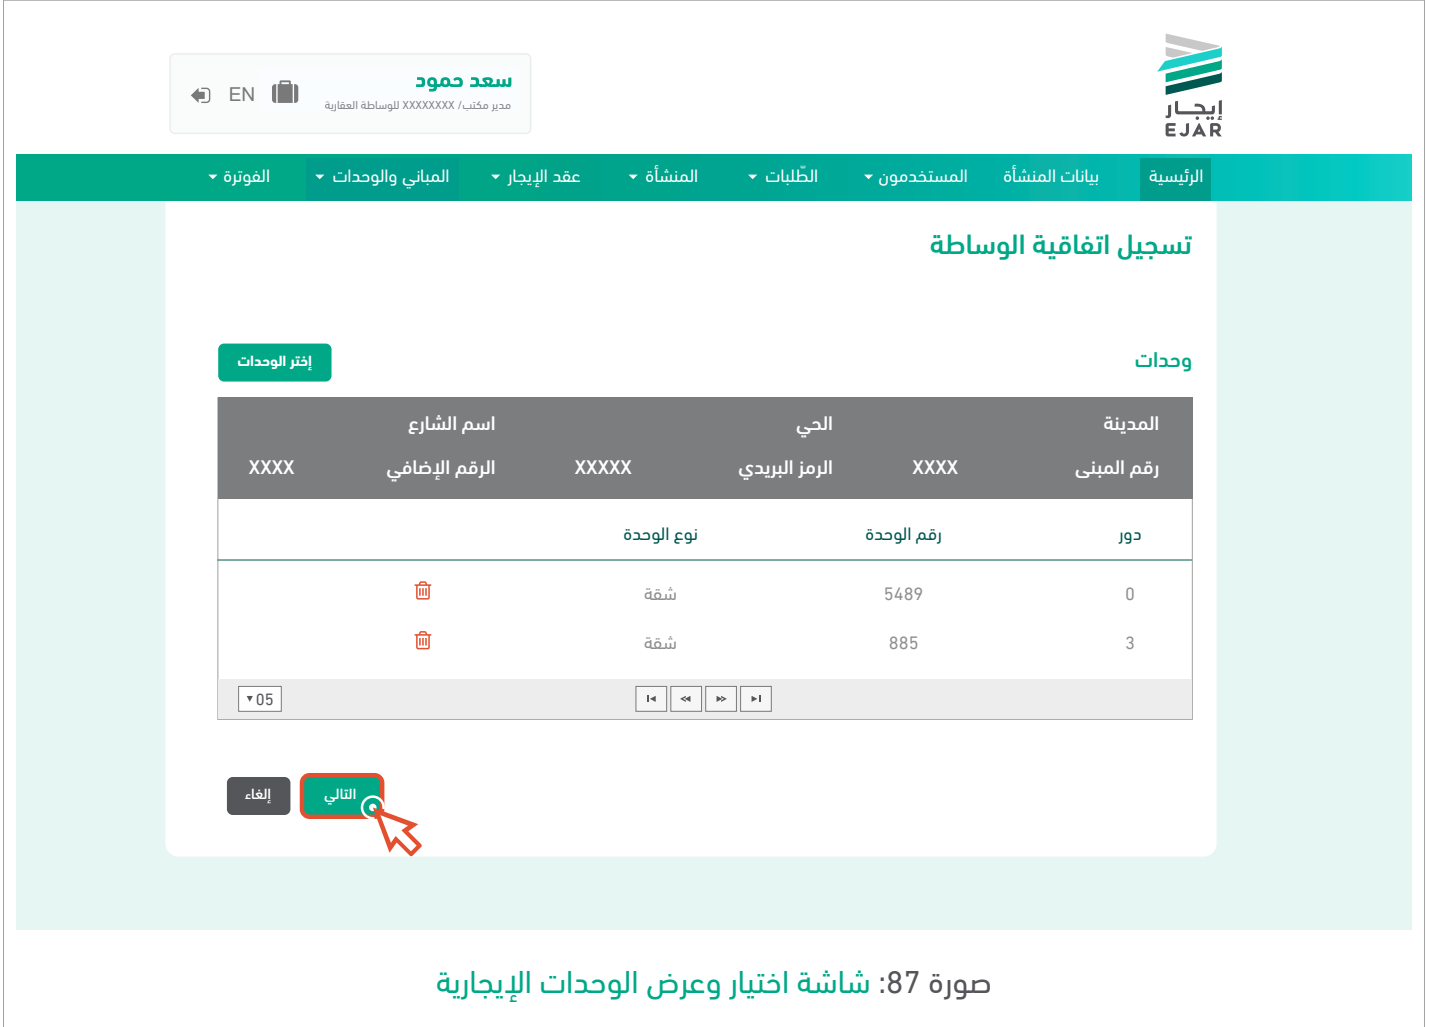 إيجار
EJAR
سعد حمود
مدير مكتب/ XXXXXXXX للوساطة العقارية
EN
الرئيسية بيانات المنشأة المستخدمون الطّلبات المنشأة عقد الإيجار المباني والوحدات الفوترة
تسجيل اتفاقية الوساطة
وحدات
إختر الوحدات
المدينة الحي اسم الشارع
رقم المبنى XXXX الرمز البريدي XXXXX الرقم الإضافي XXXX
دور رقم الوحدة نوع الوحدة
0 5489 شقة
3 885 شقة
05
التالي إلغاء
صورة 87: شاشة اختيار وعرض الوحدات الإيجارية